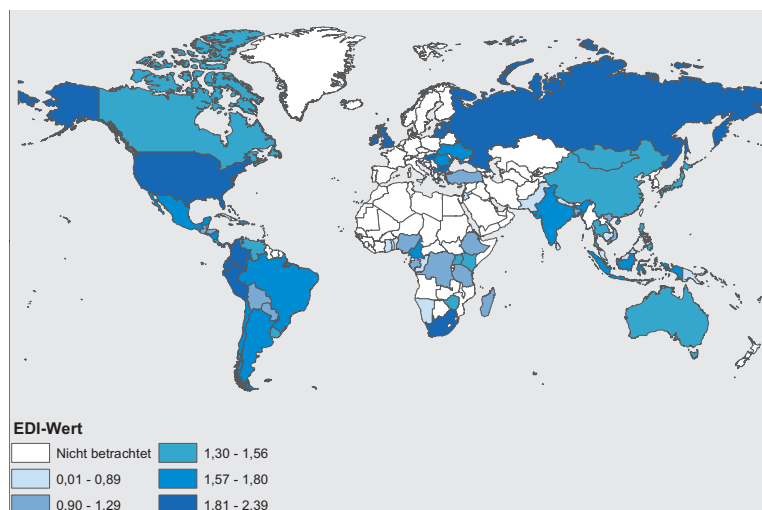 EDI-Wert
Nicht betrachtet
0,01 - 0,89
0,90 - 1,29
1,30 - 1,56
1,57 - 1,80
1,81 - 2,39